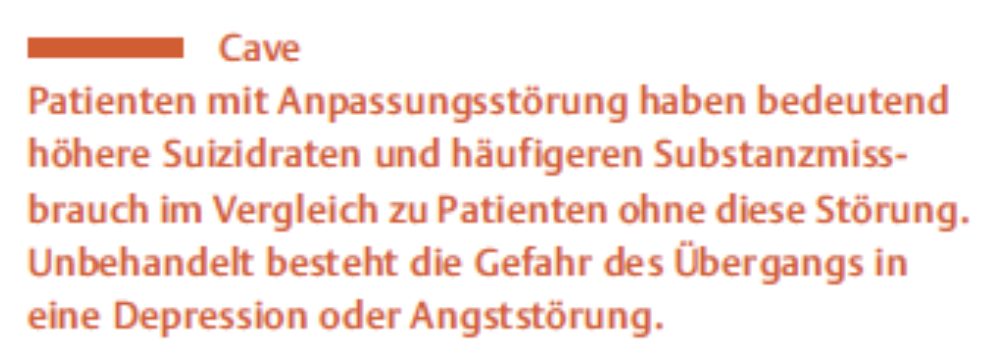 Cave
Patienten mit Anpassungsstörung haben bedeutend
höhere Suizidraten und häufigeren Substanzmiss-
brauch im Vergleich zu Patienten ohne diese Störung.
Unbehandelt besteht die Gefahr des Übergangs in
eine Depression oder Angststörung.